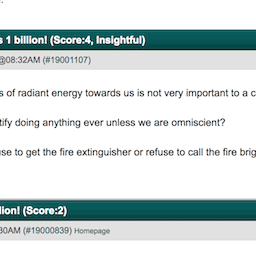 s 1 billion! (Score:4, Insightful)
@08:32AM (#19001107)
s of radiant energy towards us is not very important to a c
tify doing anything ever unless we are omniscient?
use to get the fire extinguisher or refuse to call the fire brig
lion! (Score:2)
30AM (#19000839) Homepage